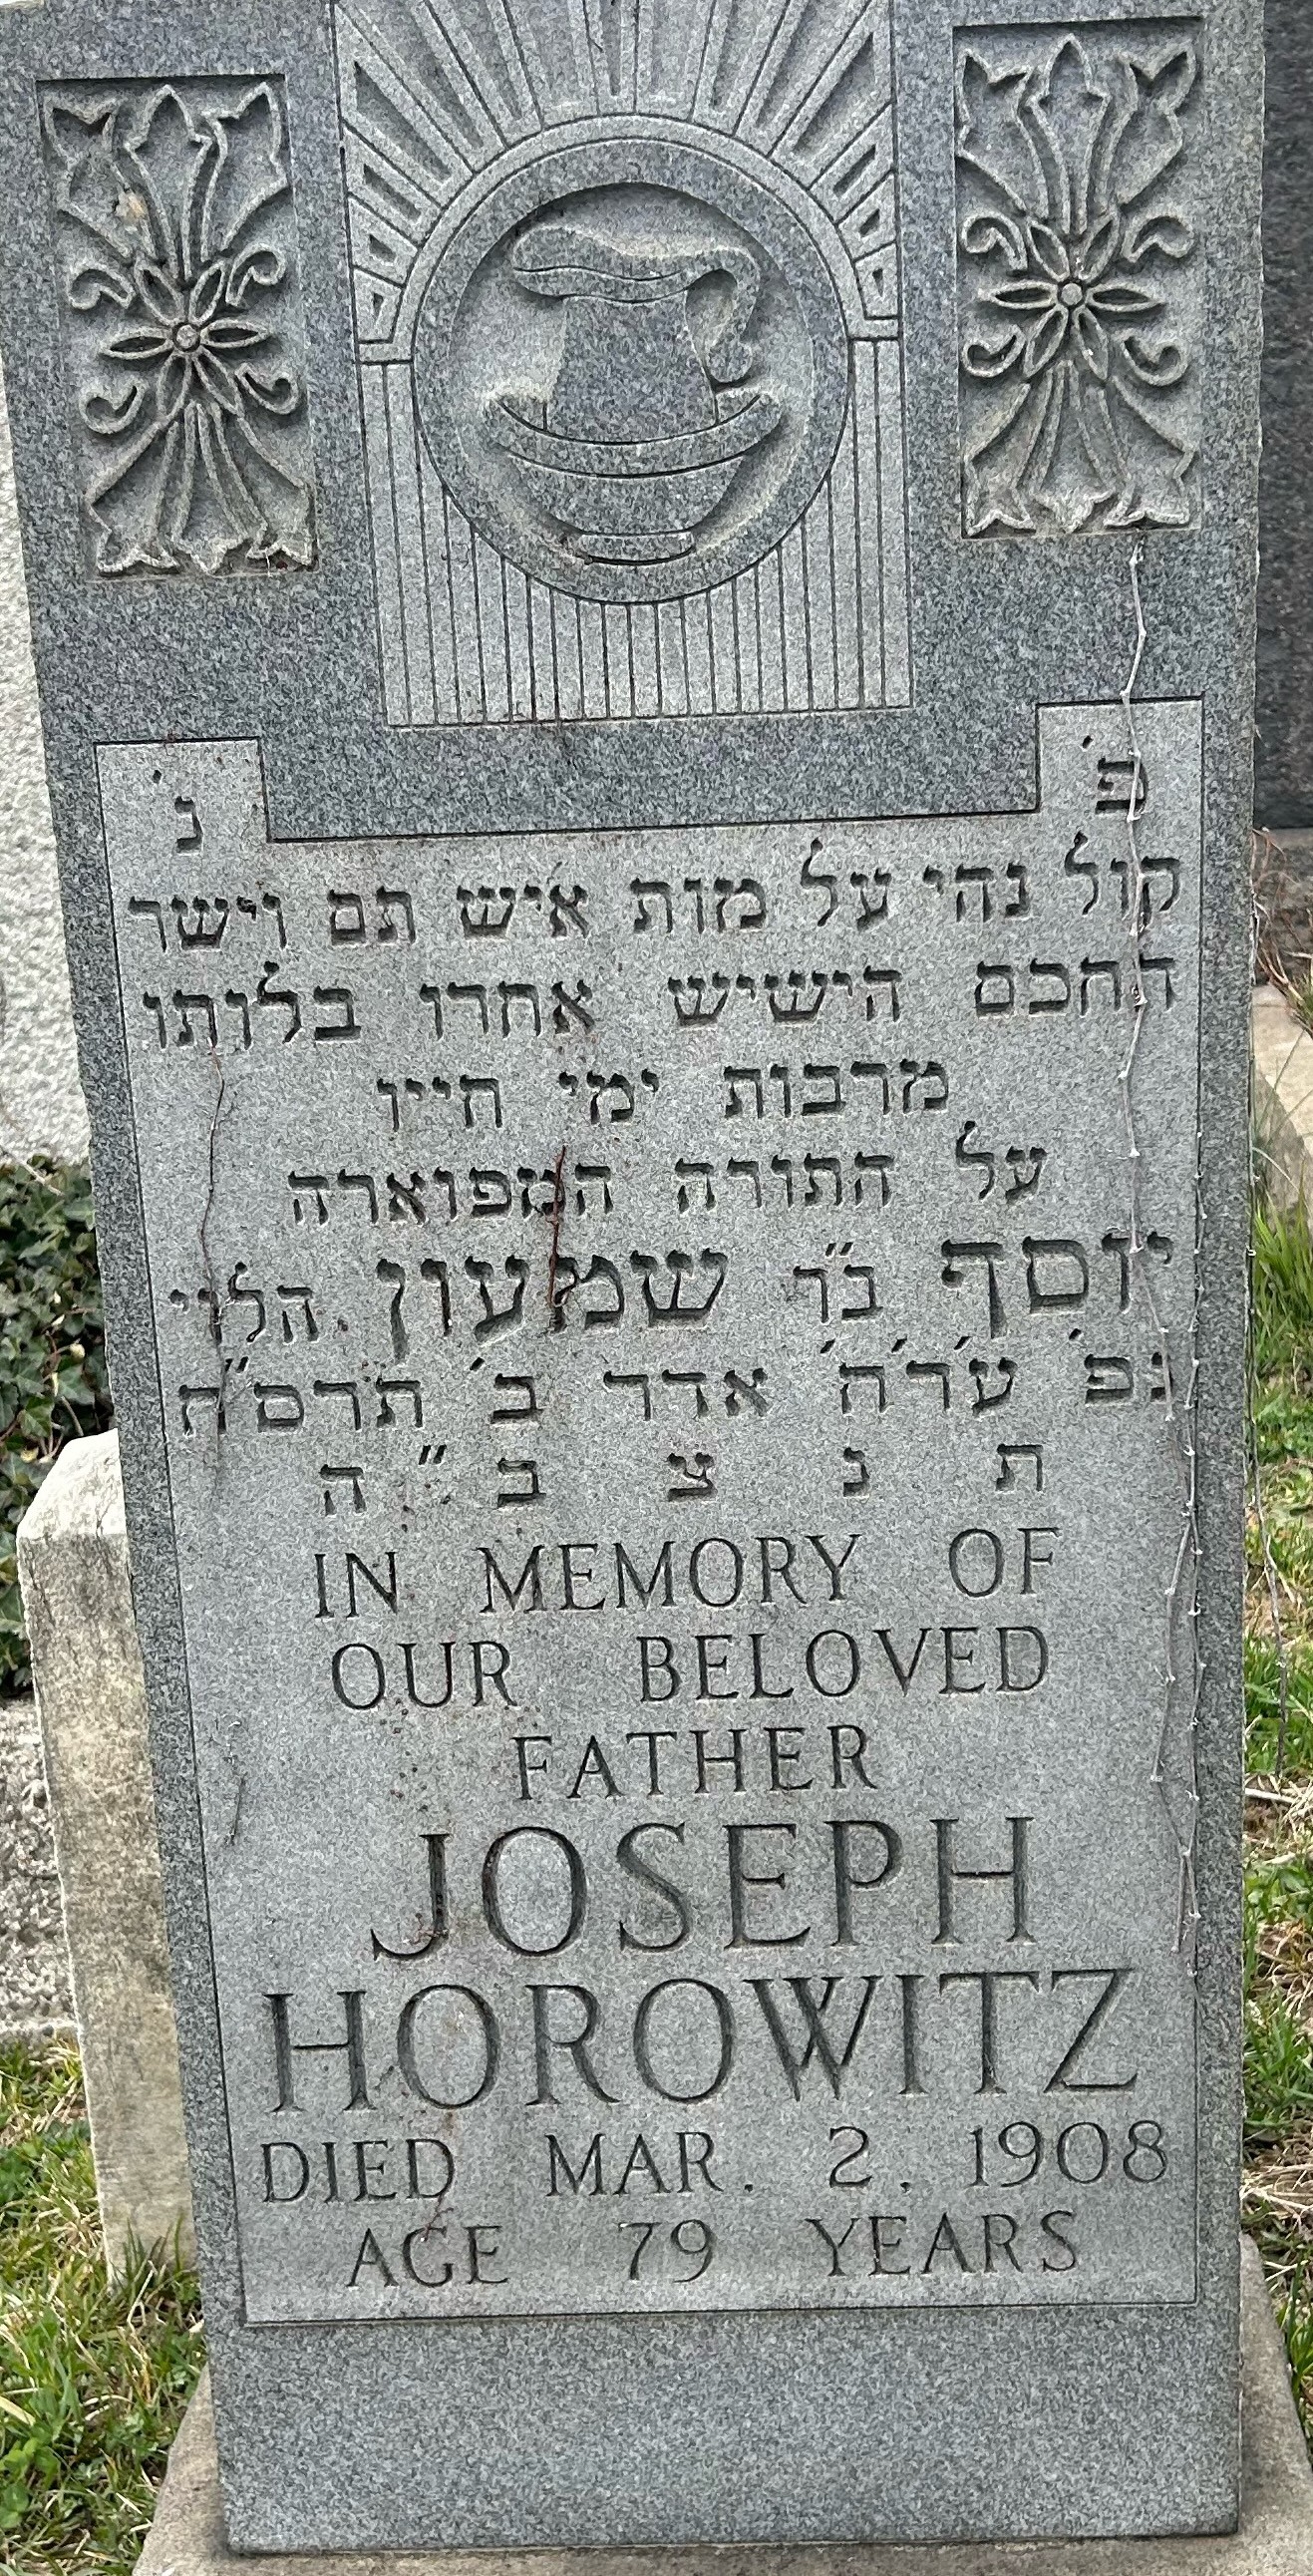 פ' נ'
קול נהי על מות איש תם וישר
החכם הישיש אחרו בלותו
מרבות ימי חייו
על התורה המפוארה
יוסף ב"ר שמעון הלוי
נפ' ער'ר'ה' אדר ב' תרס"ח
ת נ צ ב " ה
IN MEMORY OF
OUR BELOVED
FATHER
JOSEPH
HOROWITZ
DIED MAR. 2, 1908
AGE 79 YEARS